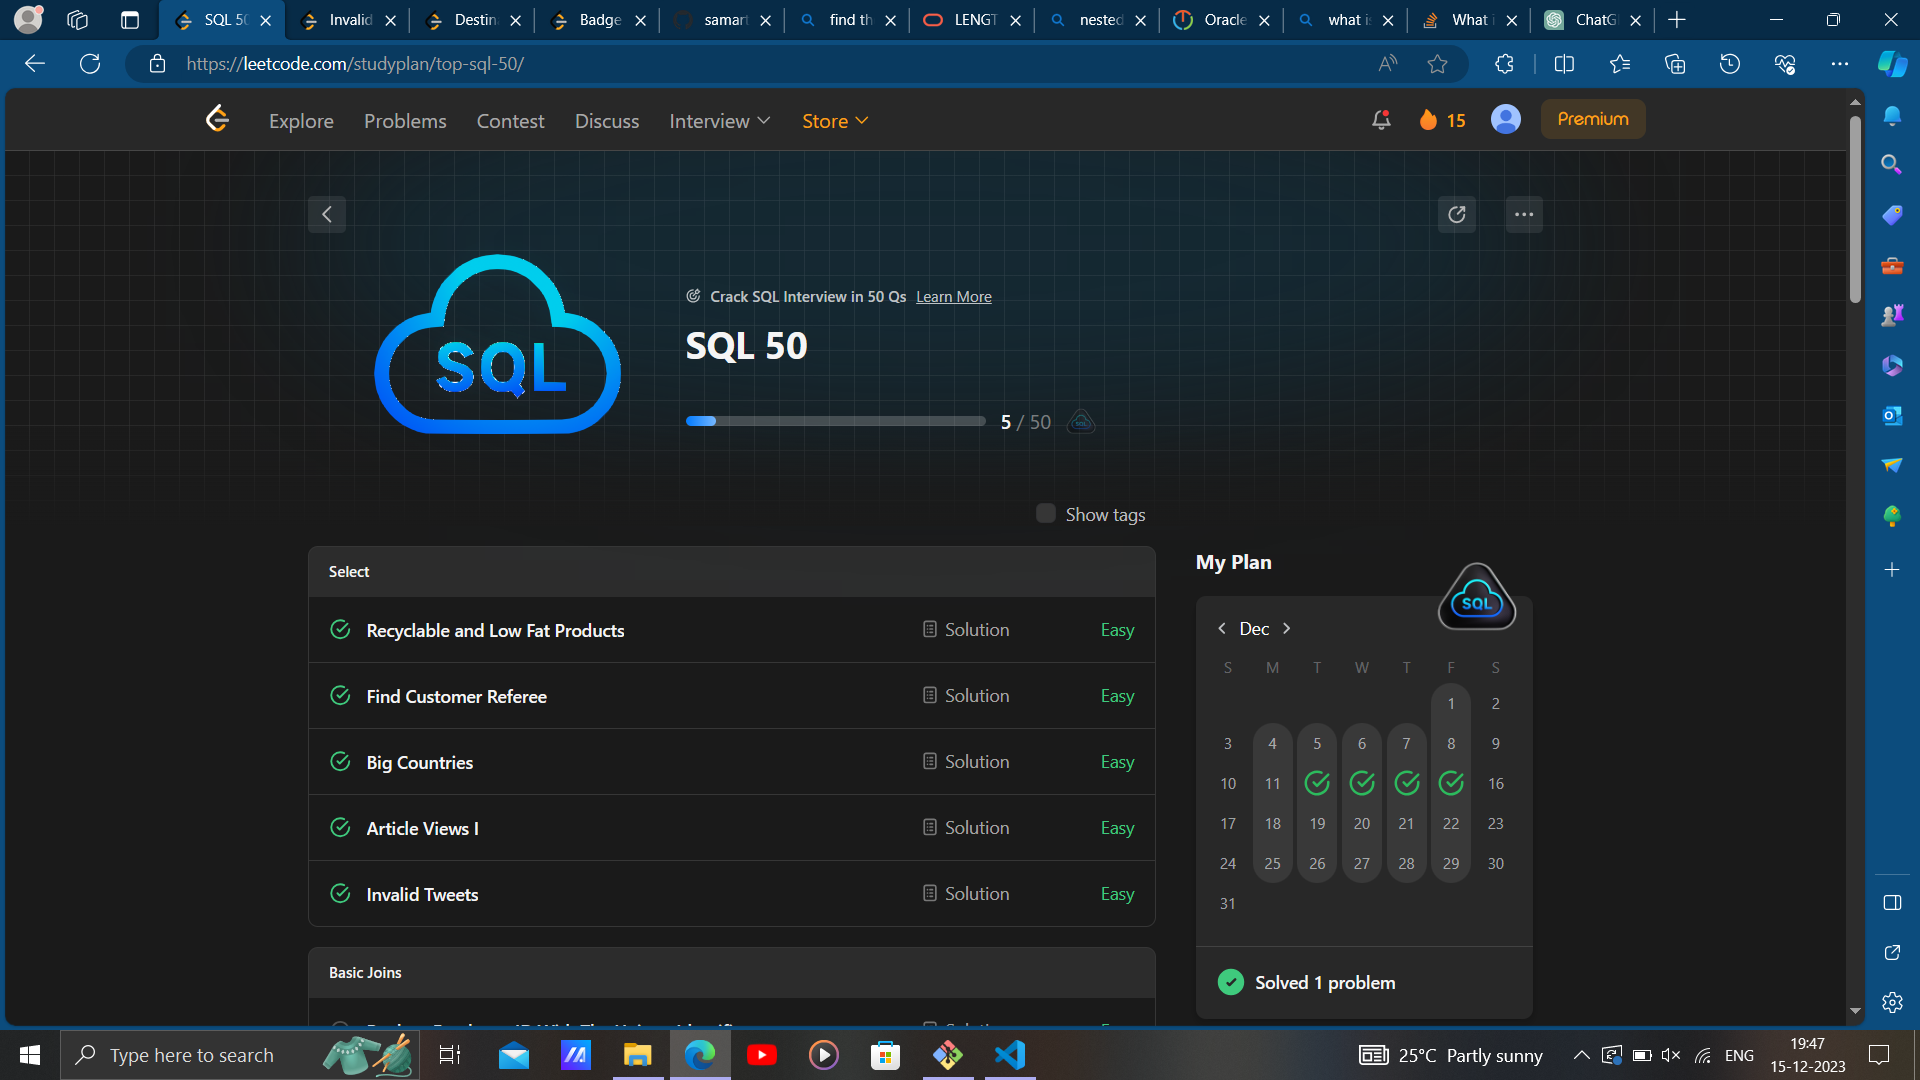 SQL 50
Invalid
Destin
Badge
samart
find th
LENGT
nested
Oracle
what is
What i
ChatG
https://leetcode.com/studyplan/top-sql-50/
Explore
Problems
Contest
Discuss
Interview
Store
15
Premium
SQL
Crack SQL Interview in 50 Qs Learn More
SQL 50
5 / 50
Show tags
Select
Recyclable and Low Fat Products Solution Easy
Find Customer Referee Solution Easy
Big Countries Solution Easy
Article Views I Solution Easy
Invalid Tweets Solution Easy
Basic Joins
My Plan
SQL
Dec
S M T W T F S
1 2
3 4 5 6 7 8 9
10 11 16
17 18 19 20 21 22 23
24 25 26 27 28 29 30
31
Solved 1 problem
Type here to search
25°C Partly sunny
ENG
19:47
15-12-2023